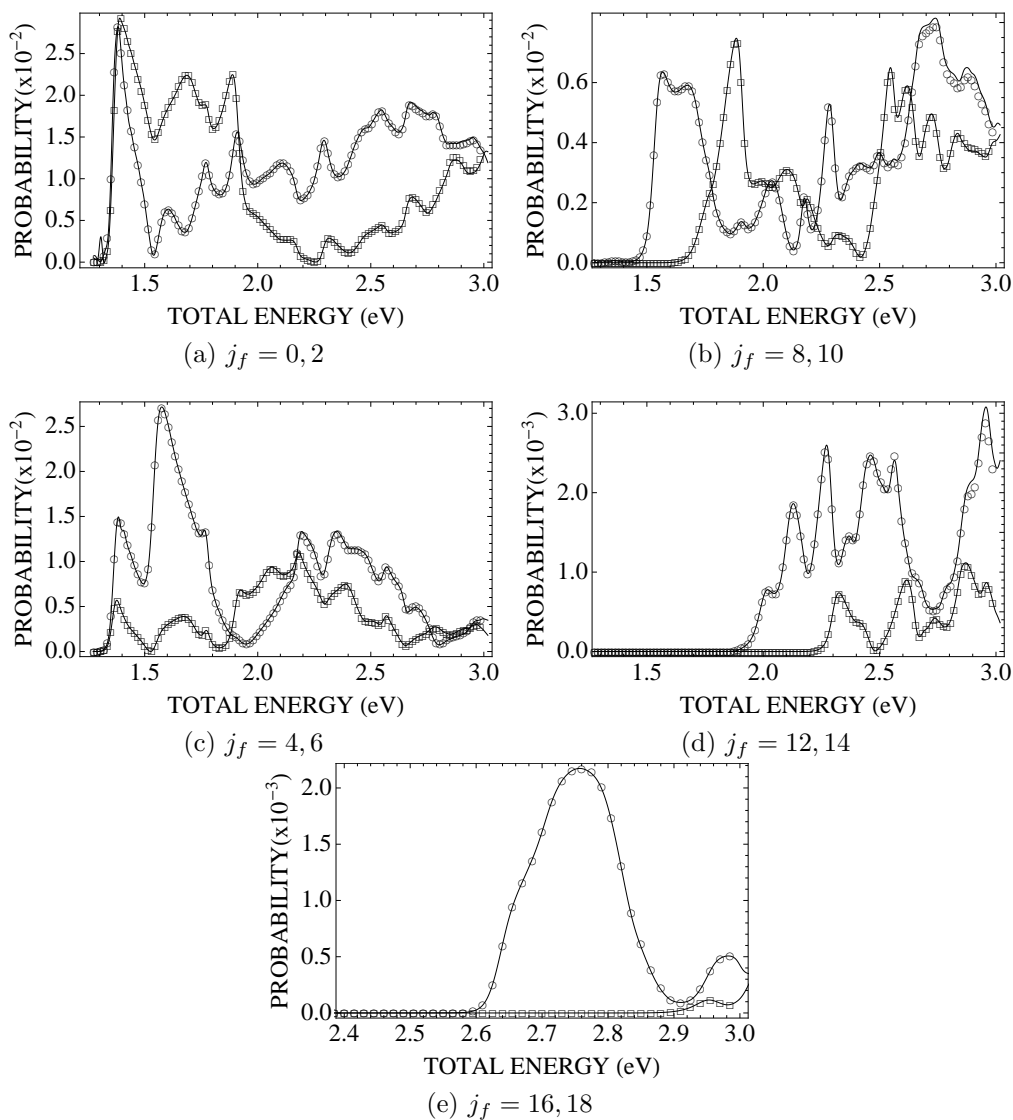 PROBABILITY(x10⁻²)
2.5
2.0
1.5
1.0
0.5
0.0
1.5 2.0 2.5 3.0
TOTAL ENERGY (eV)
(a) j_f = 0, 2
PROBABILITY(x10⁻²)
0.6
0.4
0.2
0.0
1.5 2.0 2.5 3.0
TOTAL ENERGY (eV)
(b) j_f = 8, 10
PROBABILITY(x10⁻²)
2.5
2.0
1.5
1.0
0.5
0.0
1.5 2.0 2.5 3.0
TOTAL ENERGY (eV)
(c) j_f = 4, 6
PROBABILITY(x10⁻³)
3.0
2.0
1.0
0.0
1.5 2.0 2.5 3.0
TOTAL ENERGY (eV)
(d) j_f = 12, 14
PROBABILITY(x10⁻³)
2.0
1.5
1.0
0.5
0.0
2.4 2.5 2.6 2.7 2.8 2.9 3.0
TOTAL ENERGY (eV)
(e) j_f = 16, 18